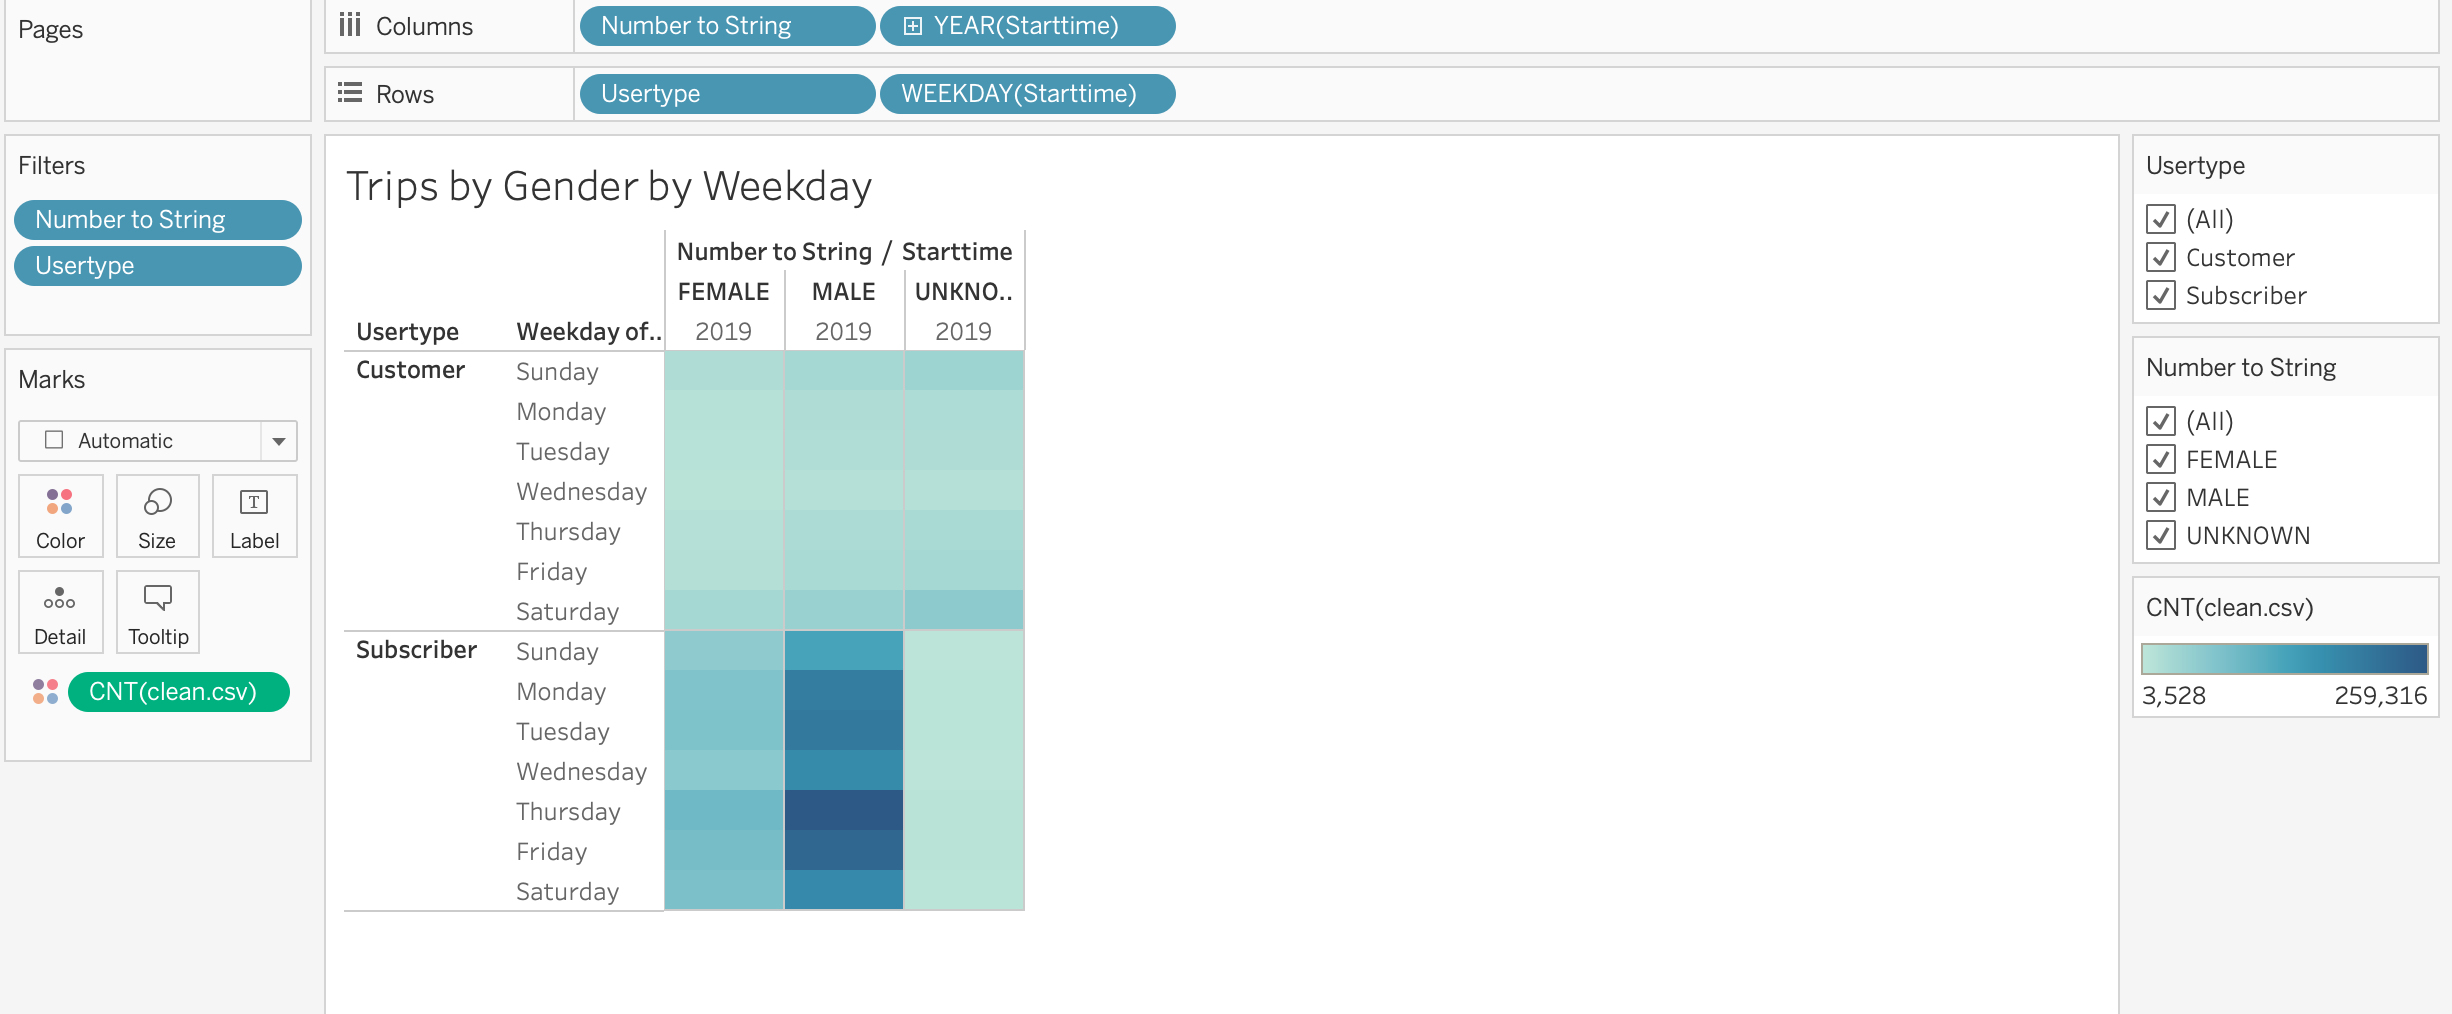 Pages
Columns
Number to String
YEAR(Starttime)
Rows
Usertype
WEEKDAY(Starttime)
Filters
Number to String
Usertype
Marks
Automatic
Color
Size
T
Label
Detail
Tooltip
CNT(clean.csv)
Trips by Gender by Weekday
Number to String / Starttime
FEMALE MALE UNKNO..
Usertype Weekday of.. 2019 2019 2019
Customer Sunday
Monday
Tuesday
Wednesday
Thursday
Friday
Saturday
Subscriber Sunday
Monday
Tuesday
Wednesday
Thursday
Friday
Saturday
Usertype
(All)
Customer
Subscriber
Number to String
(All)
FEMALE
MALE
UNKNOWN
CNT(clean.csv)
3,528 259,316